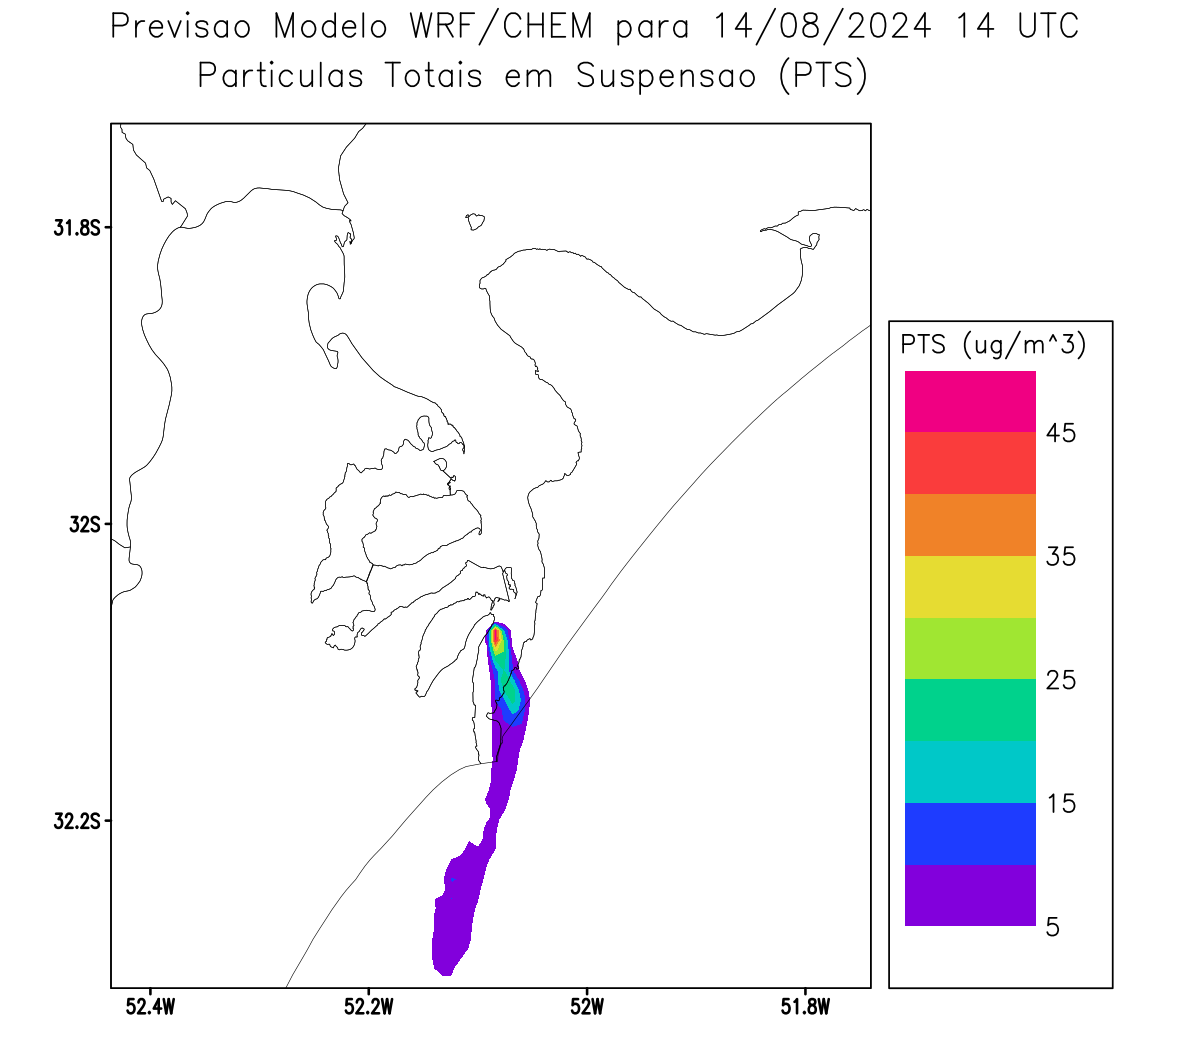 Previsao Modelo WRF/CHEM para 14/08/2024 14 UTC
Particulas Totais em Suspensao (PTS)
31.8S
32S
32.2S
52.4W
52.2W
52W
51.8W
PTS (ug/m^3)
45
35
25
15
5